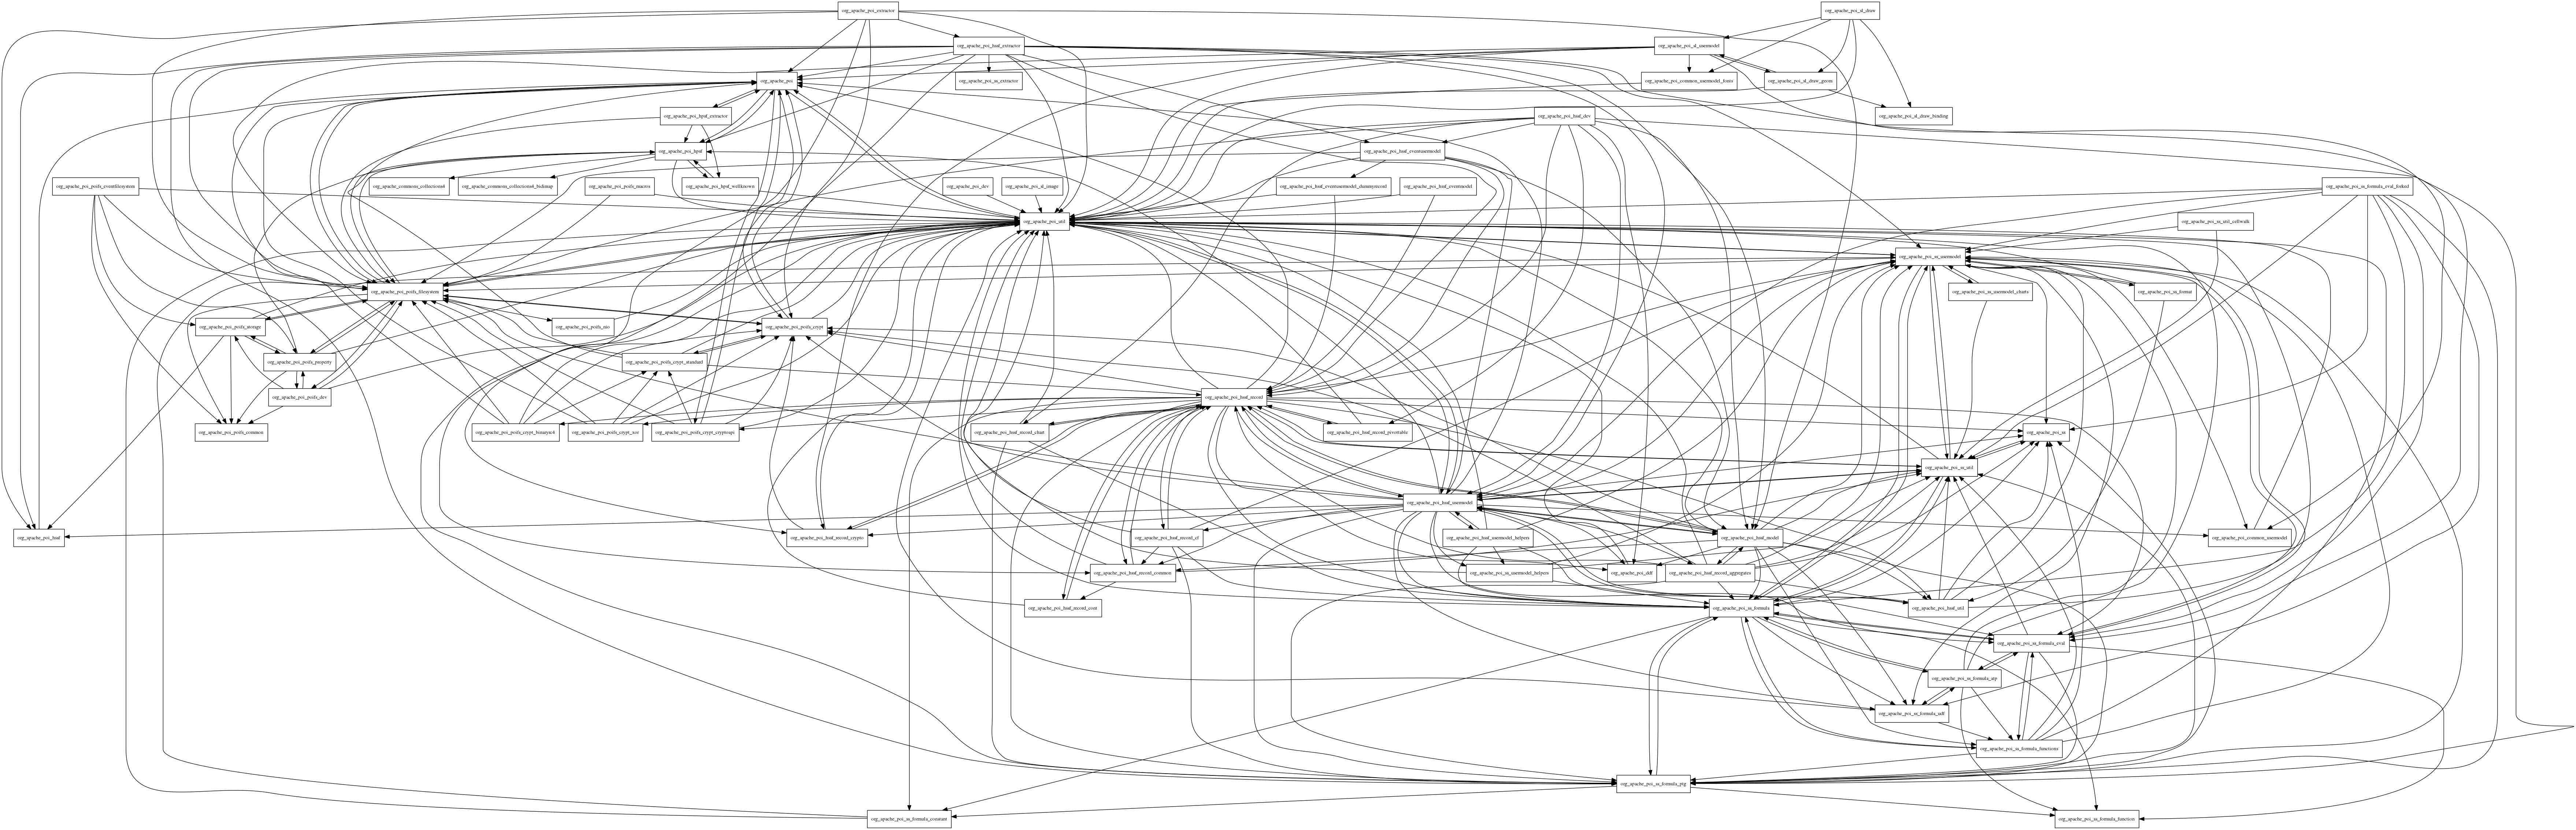 org_apache_poi_extractor
org_apache_poi_sl_draw
org_apache_poi_hssf_extractor
org_apache_poi_sl_usermodel
org_apache_poi
org_apache_poi_ss_extractor
org_apache_poi_common_usermodel_fonts
org_apache_poi_sl_draw_geom
org_apache_poi_hpsf_extractor
org_apache_poi_hssf_dev
org_apache_poi_sl_draw_binding
org_apache_poi_hpsf
org_apache_poi_hssf_eventusermodel
org_apache_poi_poifs_eventfilesystem
org_apache_commons_collections4
org_apache_commons_collections4_bidimap
org_apache_poi_poifs_macros
org_apache_poi_hpsf_wellknown
org_apache_poi_dev
org_apache_poi_sl_image
org_apache_poi_hssf_eventusermodel_dummyrecord
org_apache_poi_hssf_eventmodel
org_apache_poi_ss_formula_eval_forked
org_apache_poi_util
org_apache_poi_ss_util_cellwalk
org_apache_poi_ss_usermodel
org_apache_poi_poifs_filesystem
org_apache_poi_ss_usermodel_charts
org_apache_poi_ss_format
org_apache_poi_poifs_storage
org_apache_poi_poifs_nio
org_apache_poi_poifs_crypt
org_apache_poi_poifs_property
org_apache_poi_poifs_crypt_standard
org_apache_poi_poifs_dev
org_apache_poi_hssf_record
org_apache_poi_poifs_common
org_apache_poi_poifs_crypt_binaryrc4
org_apache_poi_poifs_crypt_xor
org_apache_poi_poifs_crypt_cryptoapi
org_apache_poi_hssf_record_chart
org_apache_poi_hssf_record_pivottable
org_apache_poi_ss
org_apache_poi_ss_util
org_apache_poi_hssf_usermodel
org_apache_poi_hssf
org_apache_poi_hssf_record_crypto
org_apache_poi_hssf_record_cf
org_apache_poi_hssf_usermodel_helpers
org_apache_poi_hssf_model
org_apache_poi_common_usermodel
org_apache_poi_hssf_record_common
org_apache_poi_ss_usermodel_helpers
org_apache_poi_ddf
org_apache_poi_hssf_record_aggregates
org_apache_poi_hssf_record_cont
org_apache_poi_ss_formula
org_apache_poi_hssf_util
org_apache_poi_ss_formula_eval
org_apache_poi_ss_formula_atp
org_apache_poi_ss_formula_udf
org_apache_poi_ss_formula_functions
org_apache_poi_ss_formula_ptg
org_apache_poi_ss_formula_constant
org_apache_poi_ss_formula_function